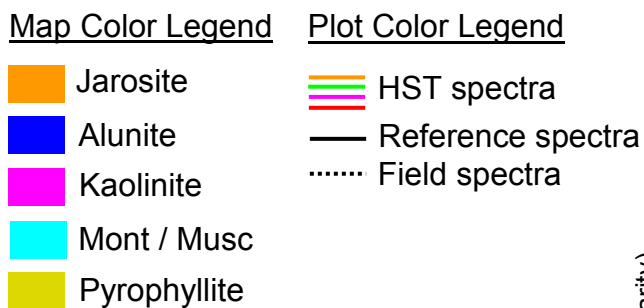 Map Color Legend
Jarosite
Alunite
Kaolinite
Mont / Musc
Pyrophyllite
Plot Color Legend
HST spectra
Reference spectra
Field spectra